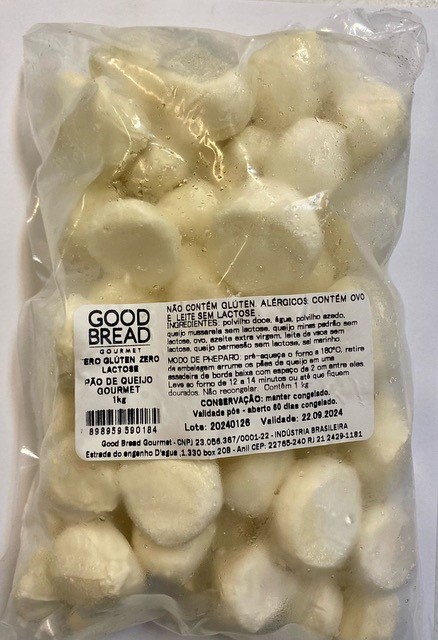 GOOD
BREAD
GOURMET
ERO GLÚTEN ZERO
LACTOSE
PÃO DE QUEIJO
GOURMET
1kg
898959 590184
NÃO CONTÉM GLÚTEN. ALÉRGICOS: CONTÉM OVO
E LEITE SEM LACTOSE.
INGREDIENTES: polvilho doce, água, polvilho azedo,
queijo mussarela sem lactose, queijo minas padrão sem
lactose, ovo, azeite extra virgem, leite de vaca sem
lactose, queijo parmesão sem lactose, sal marinho.
MODO DE PREPARO: pré-aqueça o forno a 180ºC, retire
da embalagem arrume os pães de queijo em uma
assadeira de borda baixa com espaço de 2 cm entre eles.
Leve ao forno de 12 a 14 minutos ou até que fiquem
dourados. Não recongelar. Contém 1 kg
CONSERVAÇÃO: manter congelado.
Validade pós - aberto 60 dias congelado.
Lote: 20240126 Validade: 22.09.2024
Good Bread Gourmet - CNPJ 23.056.367/0001-22 - INDÚSTRIA BRASILEIRA
Estrada do engenho D'agua ,1.330 box 208 - Anil CEP: 22765-240 RJ 21 2429-1181